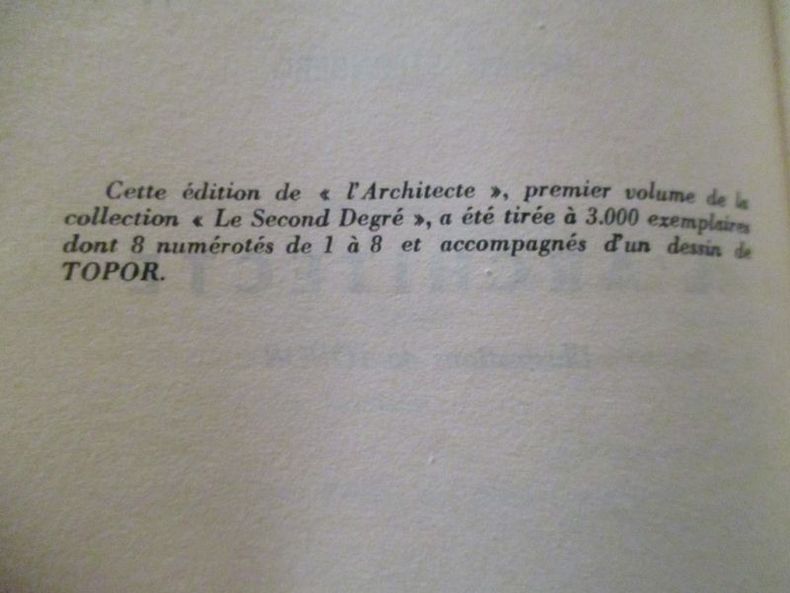 Cette édition de « l'Architecte », premier volume de la
collection « Le Second Degré », a été tirée à 3.000 exemplaires
dont 8 numérotés de 1 à 8 et accompagnés d'un dessin de
TOPOR.